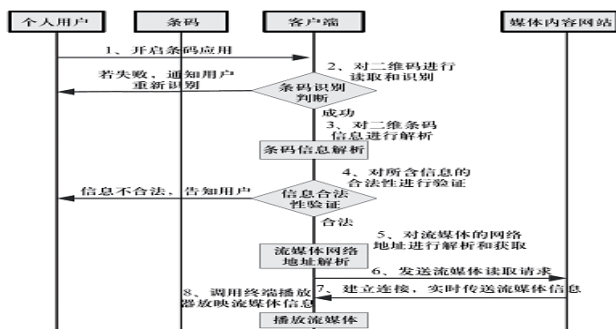 个人用户
条码
客户端
媒体内容网站
1、开启条码应用
2、对二维码进行
读取和识别
若失败，通知用户
重新识别
条码识别
判断
成功
3、对二维条码
信息进行解析
条码信息解析
4、对所含信息的
合法性进行验证
信息不合法，告知用户
信息合法
性验证
合法
5、对流媒体的网络
地址进行解析和获取
流媒体网络
地址解析
6、发送流媒体读取请求
7、建立连接，实时传送流媒体信息
8、调用终端播放
器放映流媒体信息
播放流媒体